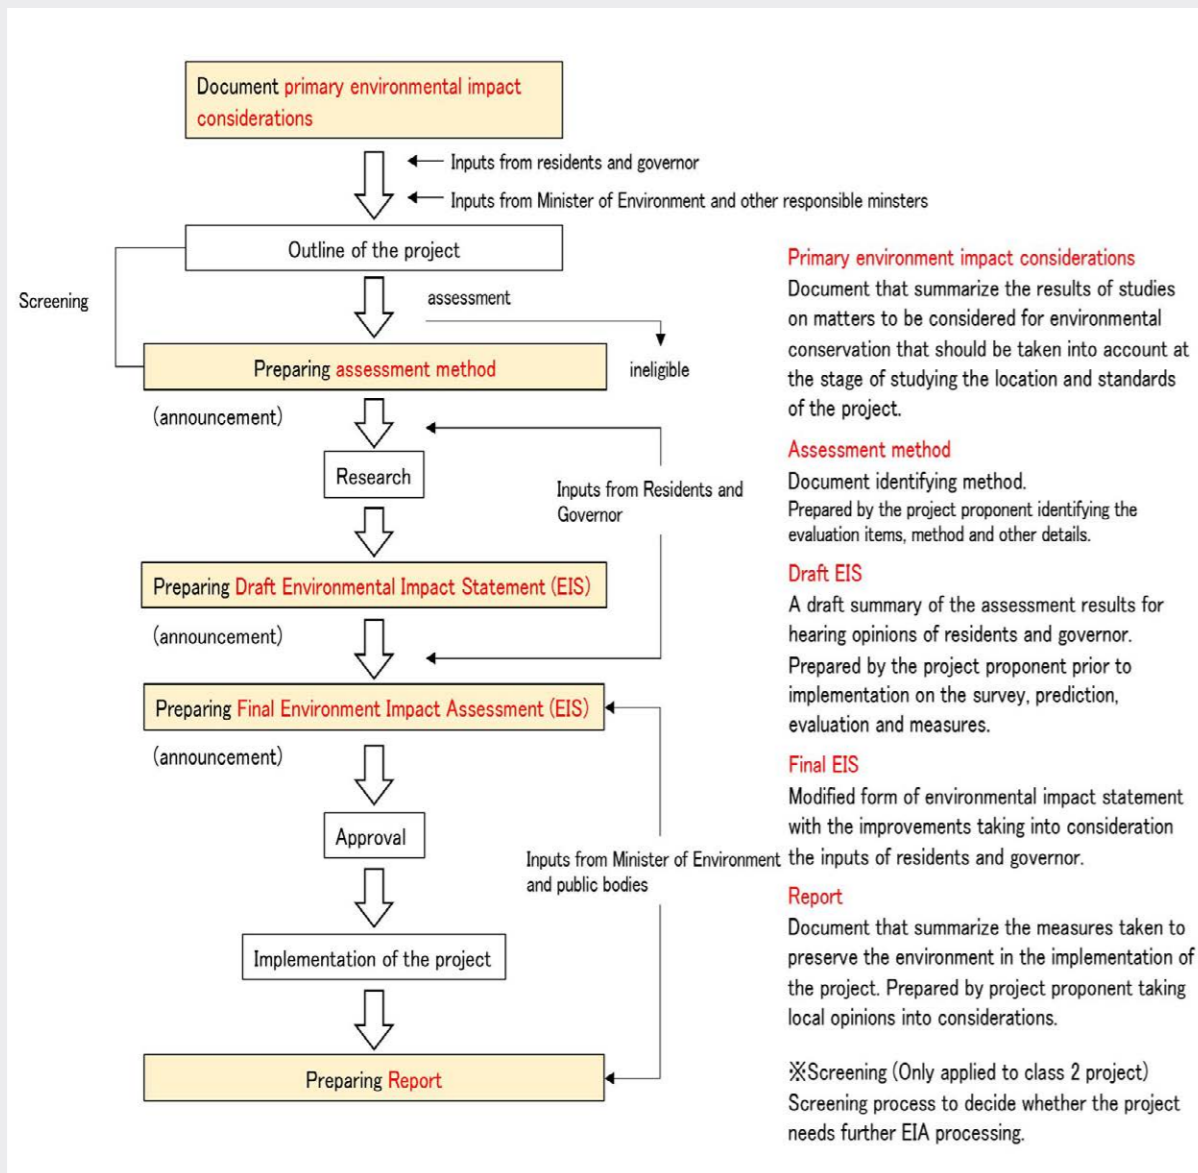 Document primary environmental impact
considerations
Inputs from residents and governor
Inputs from Minister of Environment and other responsible minsters
Outline of the project
Screening
assessment
ineligible
Preparing assessment method
(announcement)
Research
Inputs from Residents and
Governor
Preparing Draft Environmental Impact Statement (EIS)
(announcement)
Preparing Final Environment Impact Assessment (EIS)
(announcement)
Approval
Inputs from Minister of Environment
and public bodies
Implementation of the project
Preparing Report
Primary environment impact considerations
Document that summarize the results of studies
on matters to be considered for environmental
conservation that should be taken into account at
the stage of studying the location and standards
of the project.
Assessment method
Document identifying method.
Prepared by the project proponent identifying the
evaluation items, method and other details.
Draft EIS
A draft summary of the assessment results for
hearing opinions of residents and governor.
Prepared by the project proponent prior to
implementation on the survey, prediction,
evaluation and measures.
Final EIS
Modified form of environmental impact statement
with the improvements taking into consideration
the inputs of residents and governor.
Report
Document that summarize the measures taken to
preserve the environment in the implementation of
the project. Prepared by project proponent taking
local opinions into considerations.
※Screening (Only applied to class 2 project)
Screening process to decide whether the project
needs further EIA processing.